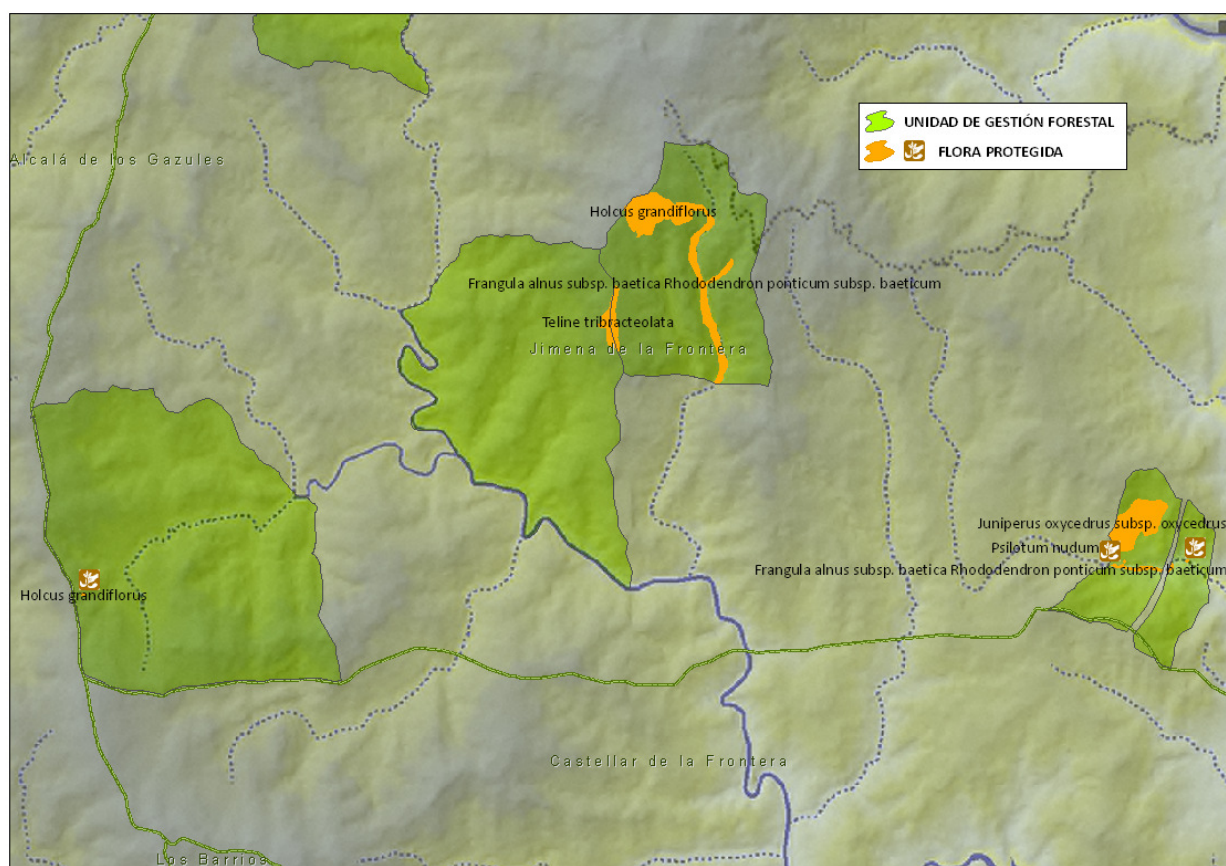 UNIDAD DE GESTIÓN FORESTAL
FLORA PROTEGIDA
Alcalá de los Gazules
Holcus grandiflorus
Frangula alnus subsp. baetica Rhododendron ponticum subsp. baeticum
Teline tribracteolata
Jimena de la Frontera
Juniperus oxycedrus subsp. oxycedrus
Psilotum nudum
Frangula alnus subsp. baetica Rhododendron ponticum subsp. baeticum
Holcus grandiflorus
Castellar de la Frontera
Los Barrios